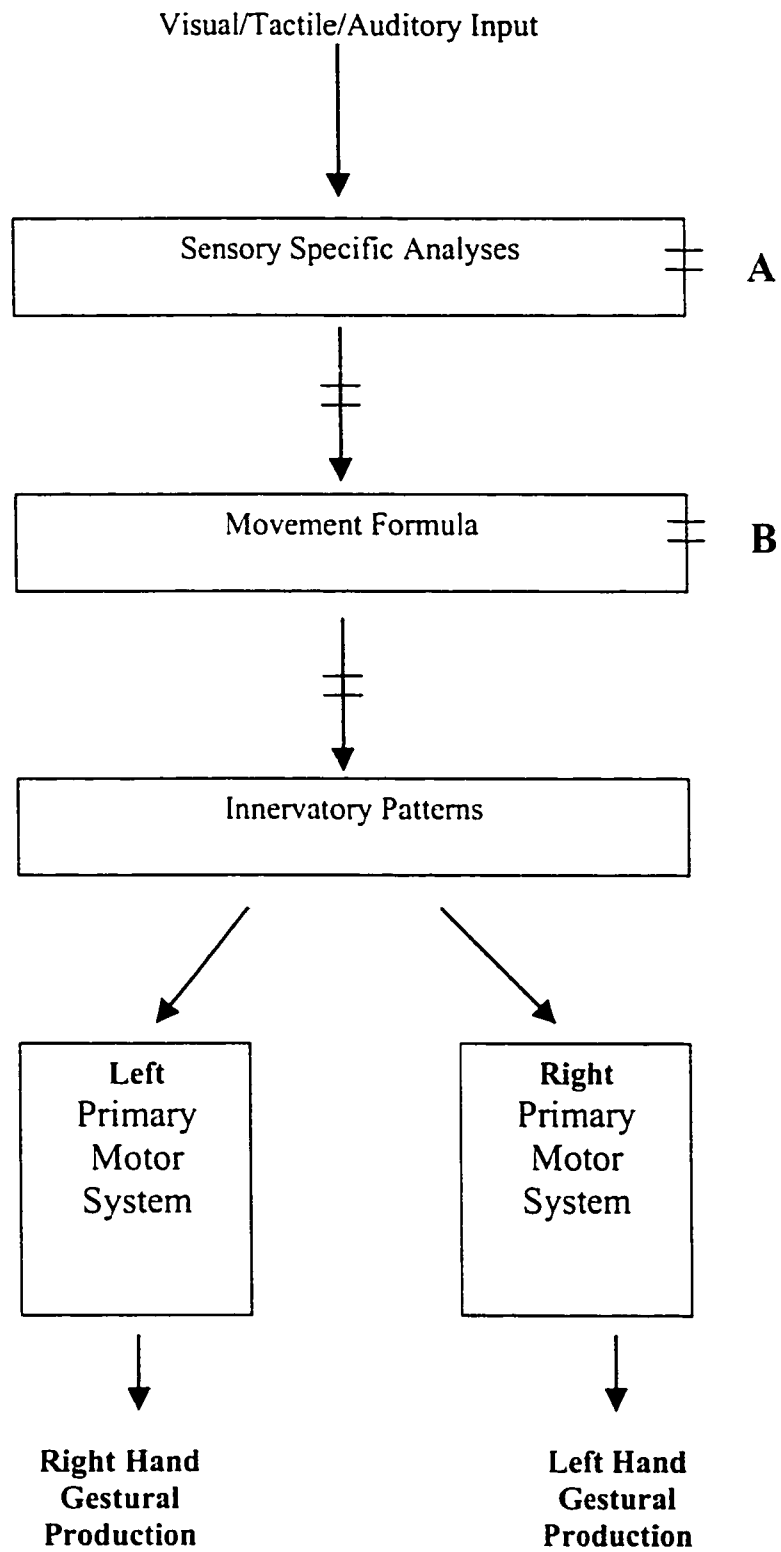 Visual/Tactile/Auditory Input
Sensory Specific Analyses
A
Movement Formula
B
Innervatory Patterns
Left
Primary
Motor
System
Right
Primary
Motor
System
Right Hand
Gestural
Production
Left Hand
Gestural
Production